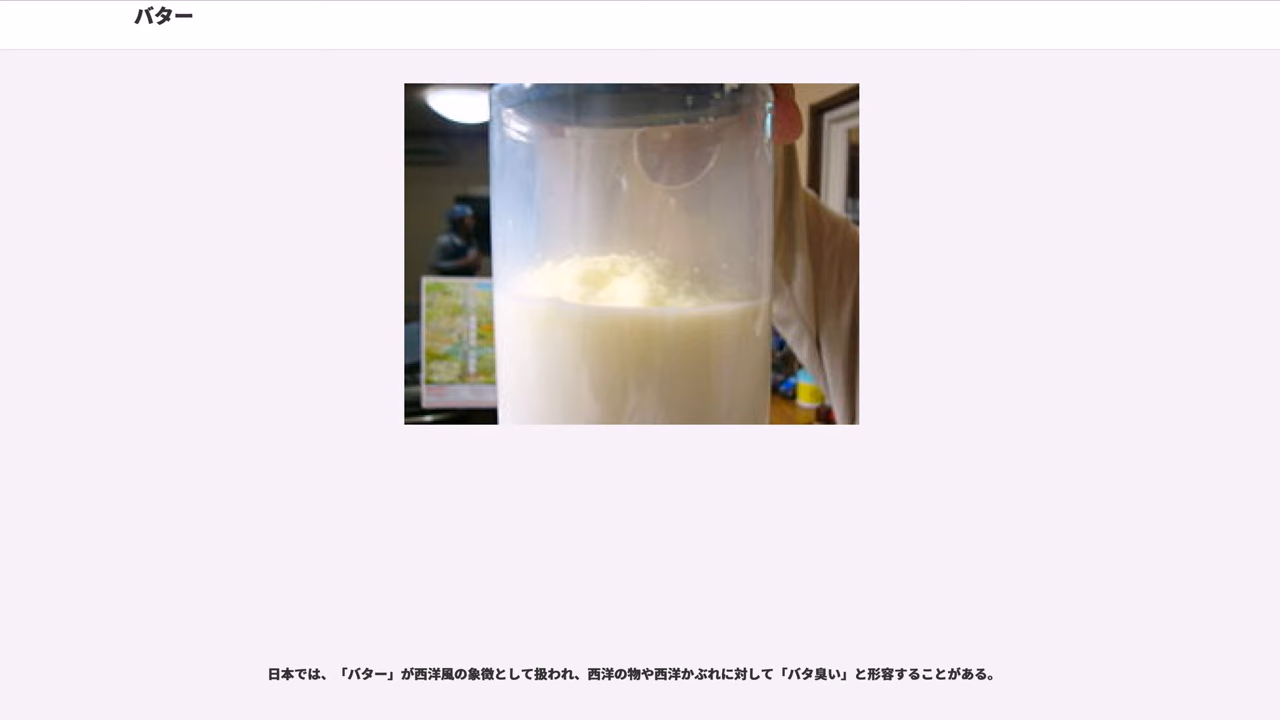 バター
日本では、「バター」が西洋風の象徴として扱われ、西洋の物や西洋かぶれに対して「バタ臭い」と形容することがある。